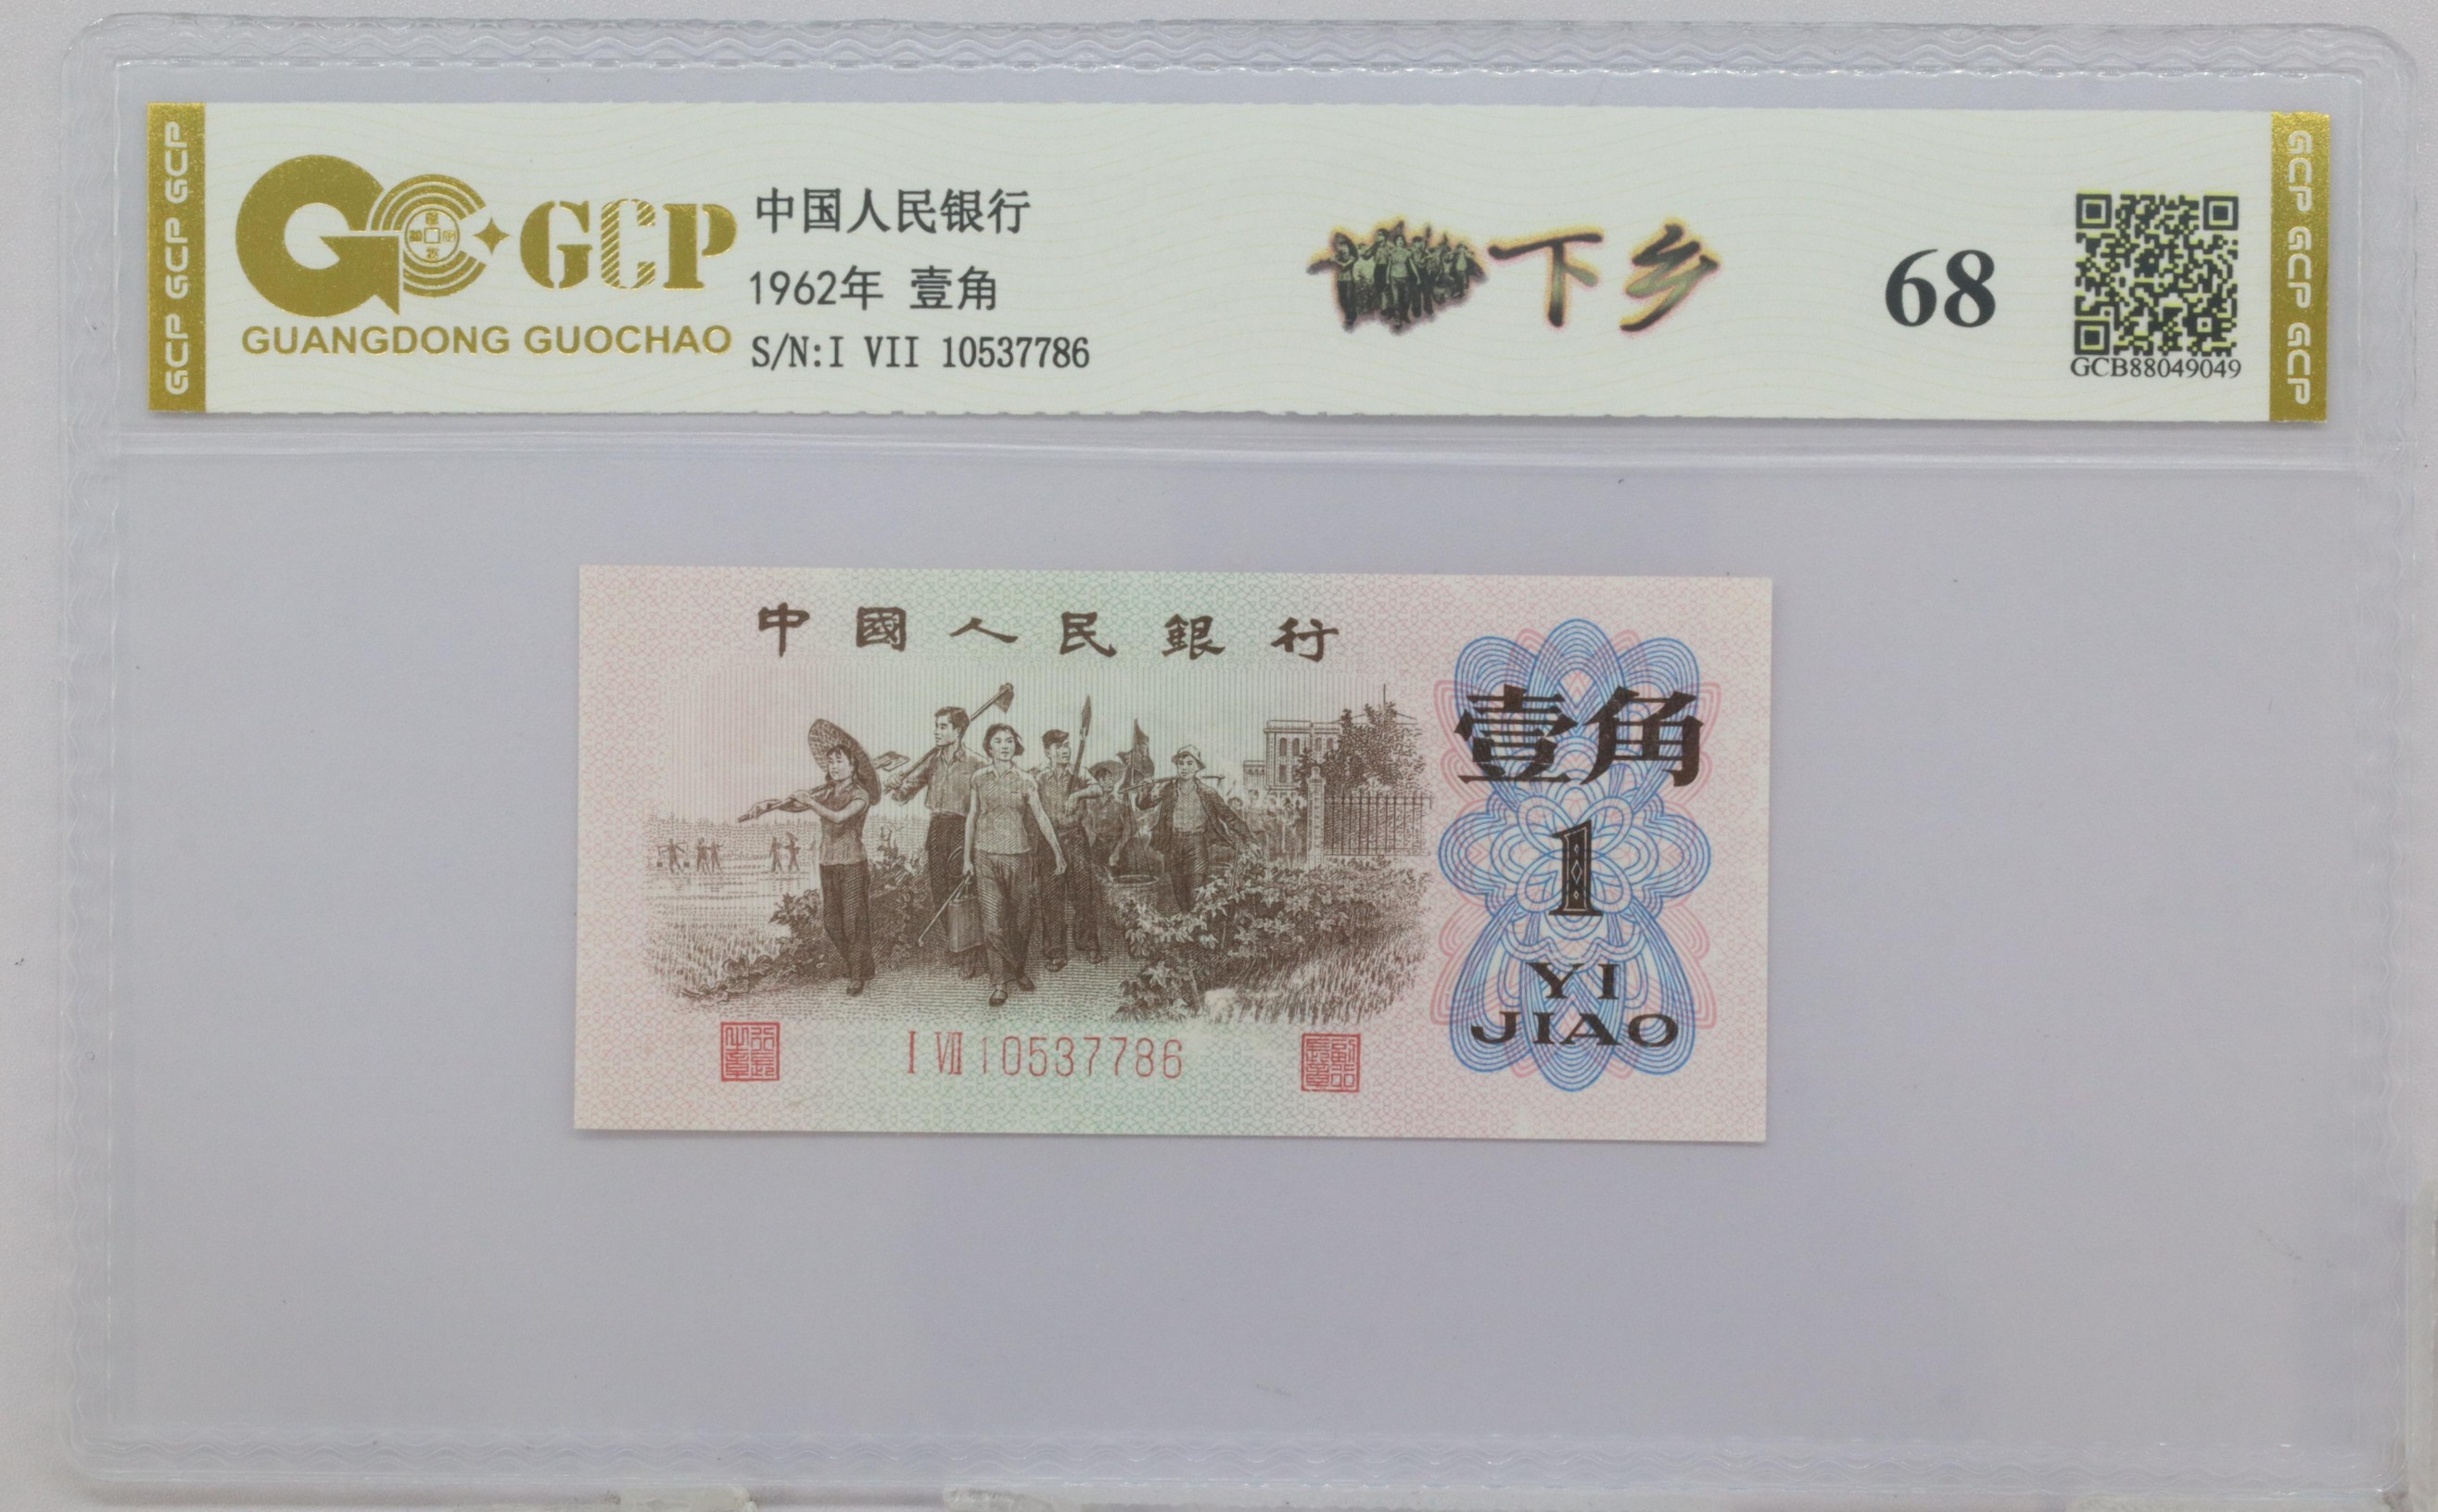 GCP GCP GCP
GCP
GUANGDONG GUOCHAO
中国人民银行
1962年 壹角
S/N:I VII 10537786
下乡
68
GCB88049049
GCP GCP GCP
中國人民銀行
壹角
1
YI
JIAO
I VII 10537786